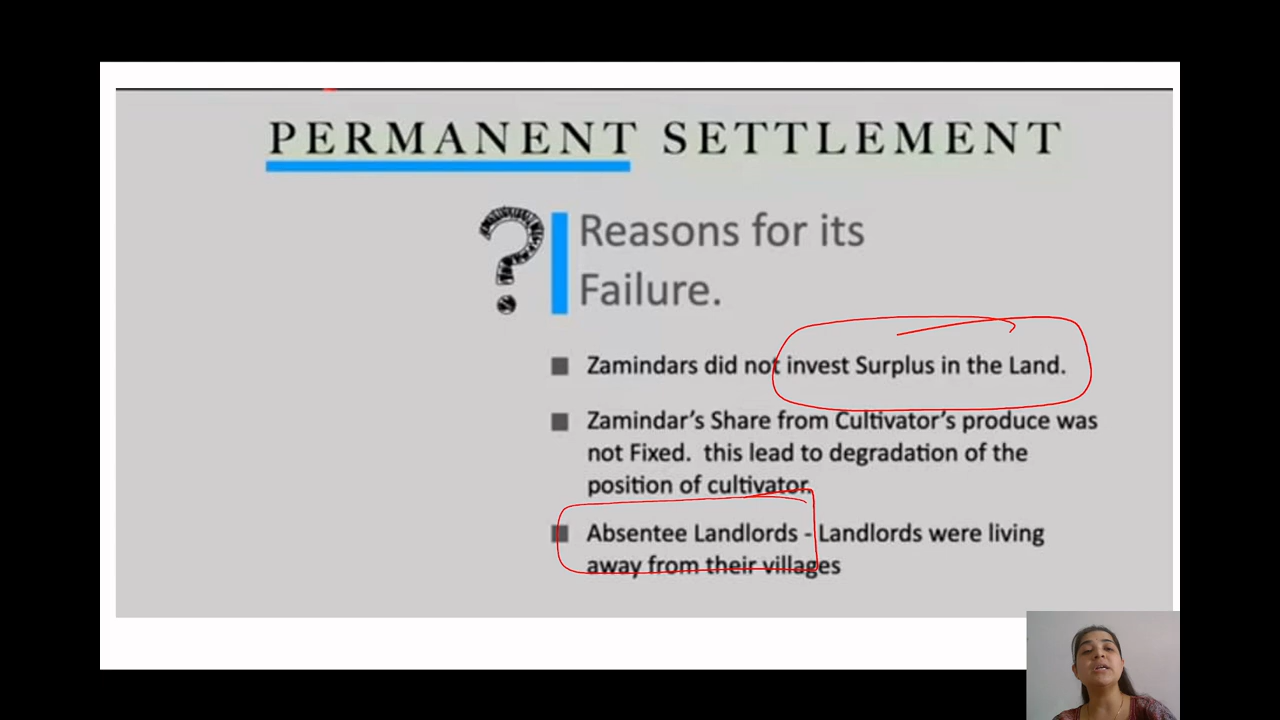 PERMANENT SETTLEMENT
?
Reasons for its
Failure.
Zamindars did not invest Surplus in the Land.
Zamindar's Share from Cultivator's produce was
not Fixed. this lead to degradation of the
position of cultivator.
Absentee Landlords - Landlords were living
away from their villages